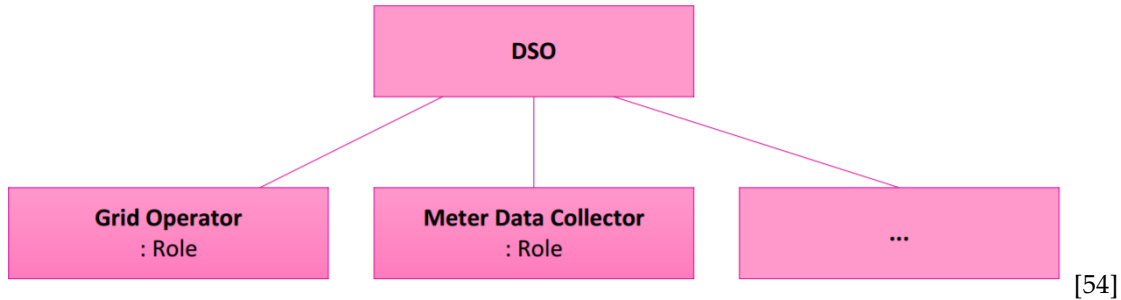 DSO
Grid Operator
: Role
Meter Data Collector
: Role
...
[54]